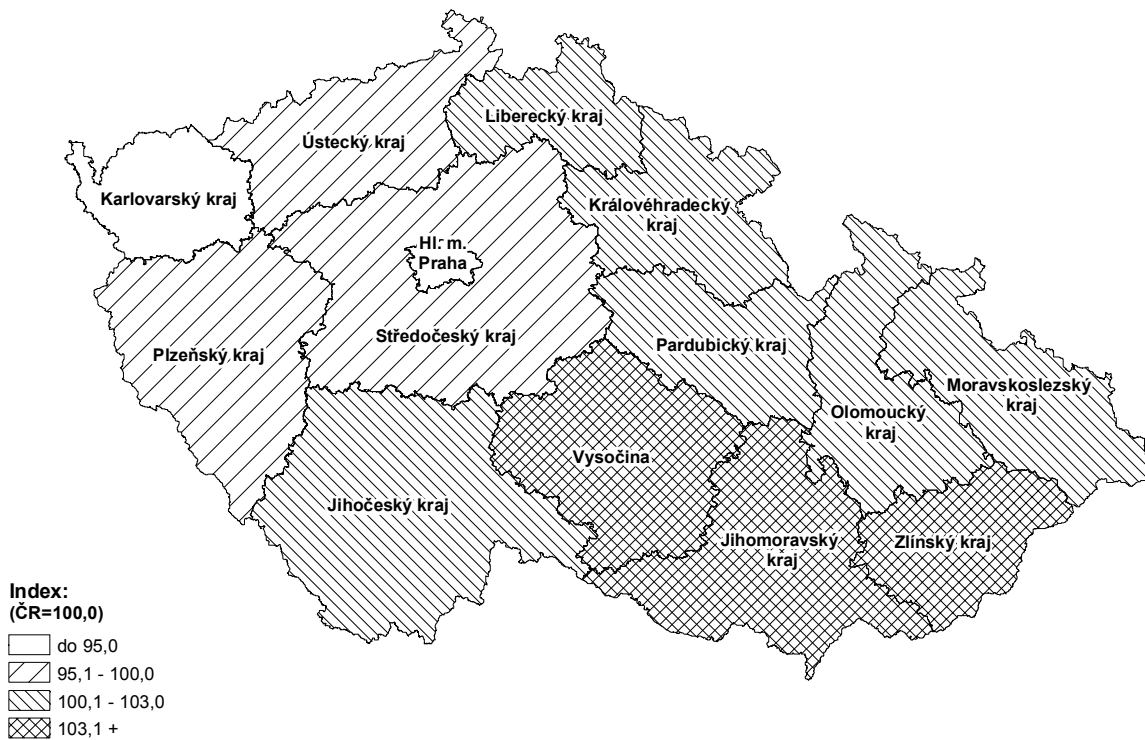 Liberecký kraj
Ústecký kraj
Karlovarský kraj
Královéhradecký
kraj
Hl. m.
Praha
Středočeský kraj
Plzeňský kraj
Pardubický kraj
Moravskoslezský
kraj
Olomoucký
kraj
Vysočina
Jihočeský kraj
Jihomoravský
kraj
Zlínský kraj
Index:
(ČR=100,0)
do 95,0
95,1 - 100,0
100,1 - 103,0
103,1 +